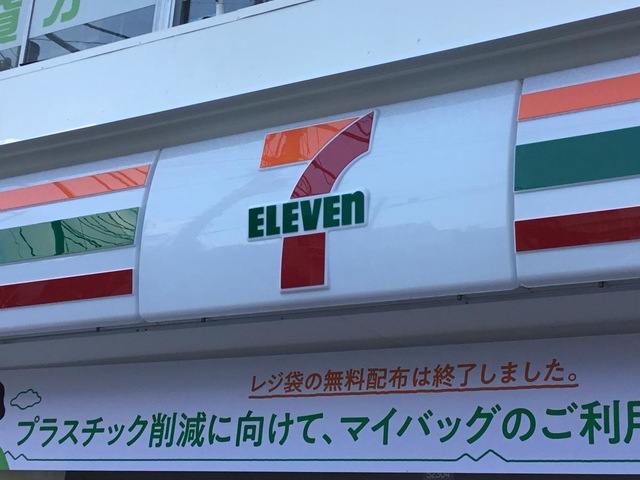 7
ELEVEn
レジ袋の無料配布は終了しました。
プラスチック削減に向けて、マイバッグのご利用